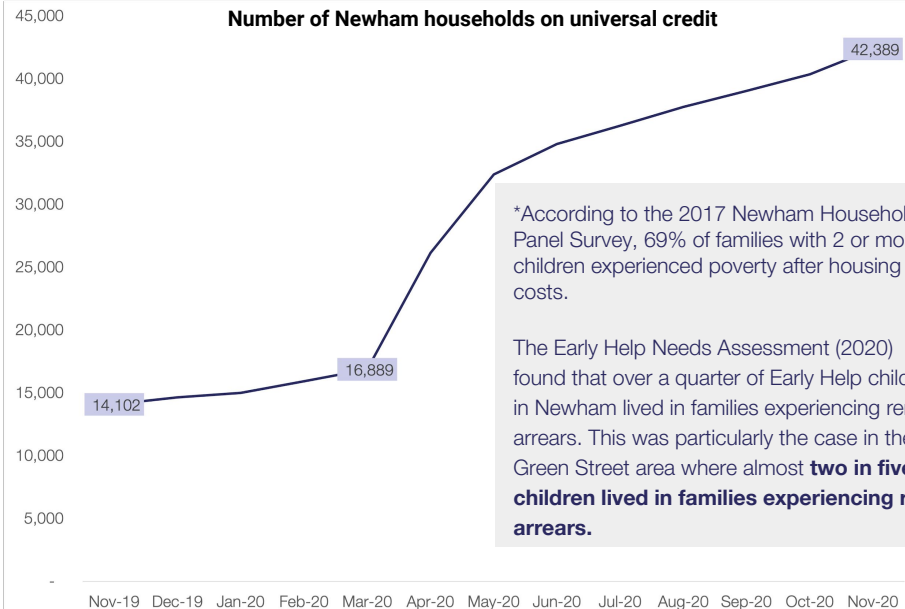 Number of Newham households on universal credit
45,000
40,000
35,000
30,000
25,000
20,000
15,000
10,000
5,000
-
42,389
16,889
14,102
*According to the 2017 Newham
Panel Survey, 69% of families with 2 or
children experienced poverty after housing
costs.
The Early Help Needs Assessment (2020)
found that over a quarter of Early Help
in Newham lived in families experiencing
arrears. This was particularly the case in
Green Street area where almost two in five
children lived in families experiencing
arrears.
Nov-19 Dec-19 Jan-20 Feb-20 Mar-20 Apr-20 May-20 Jun-20 Jul-20 Aug-20 Sep-20 Oct-20 Nov-20